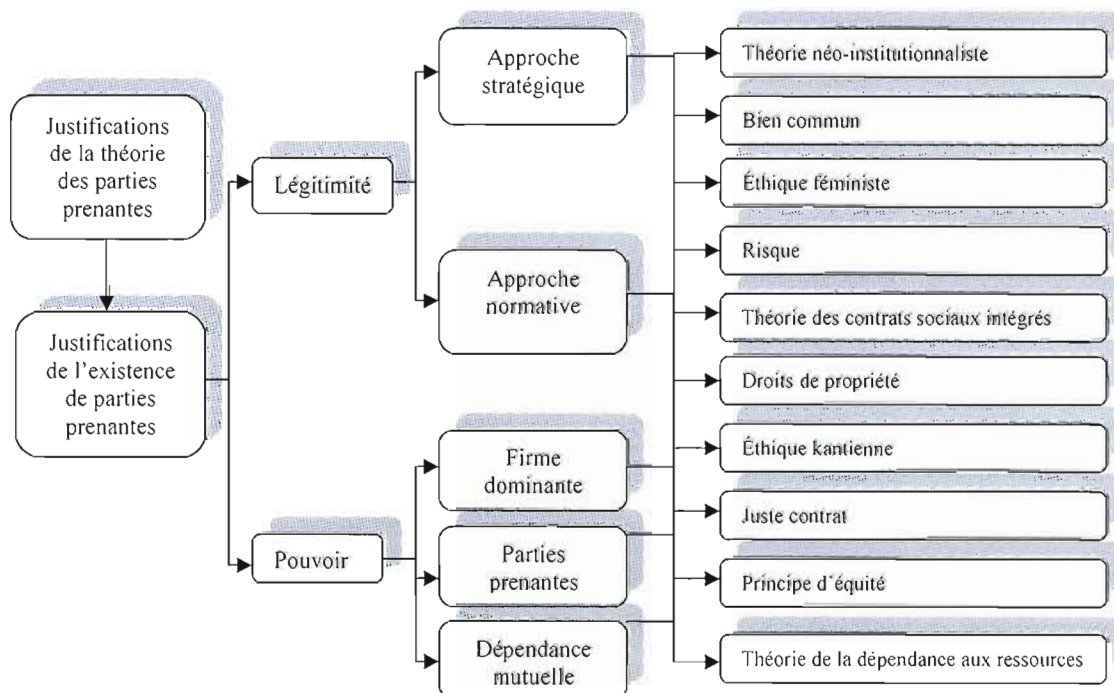 Justifications
de la théorie
des parties
prenantes
Justifications
de l'existence
de parties
prenantes
Légitimité
Pouvoir
Approche
stratégique
Approche
normative
Firme
dominante
Parties
prenantes
Dépendance
mutuelle
Théorie néo-institutionnaliste
Bien commun
Éthique féministe
Risque
Théorie des contrats sociaux intégrés
Droits de propriété
Éthique kantienne
Juste contrat
Principe d'équité
Théorie de la dépendance aux ressources